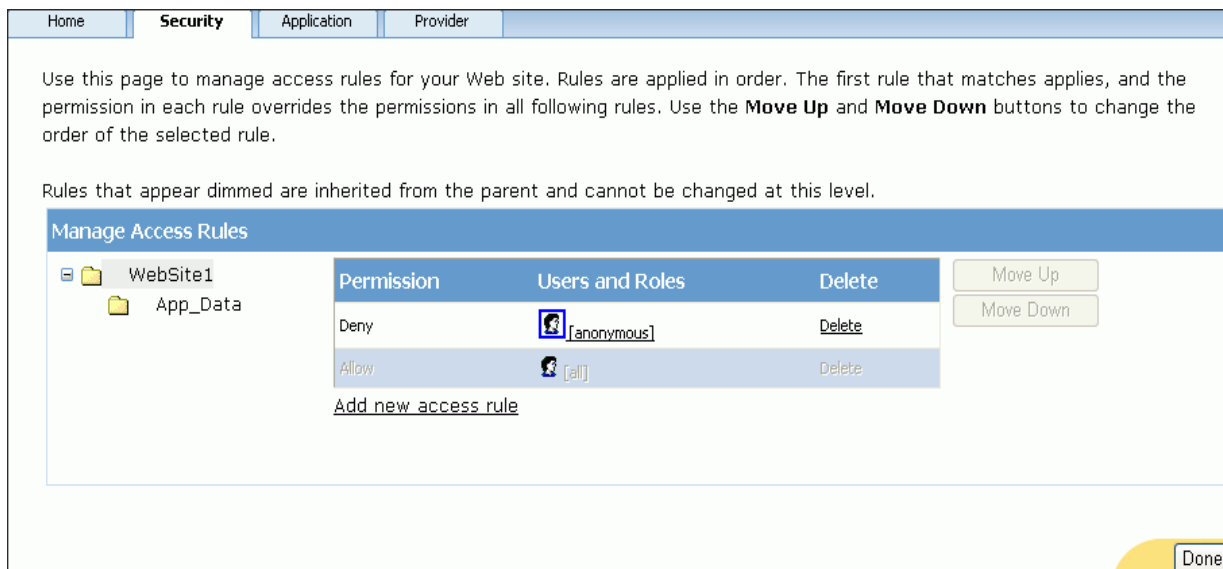 Home Security Application Provider
Use this page to manage access rules for your Web site. Rules are applied in order. The first rule that matches applies, and the
permission in each rule overrides the permissions in all following rules. Use the Move Up and Move Down buttons to change the
order of the selected rule.
Rules that appear dimmed are inherited from the parent and cannot be changed at this level.
Manage Access Rules
WebSite1
App_Data
Permission Users and Roles Delete
Deny [anonymous] Delete
Allow [all] Delete
Add new access rule
Move Up
Move Down
Done